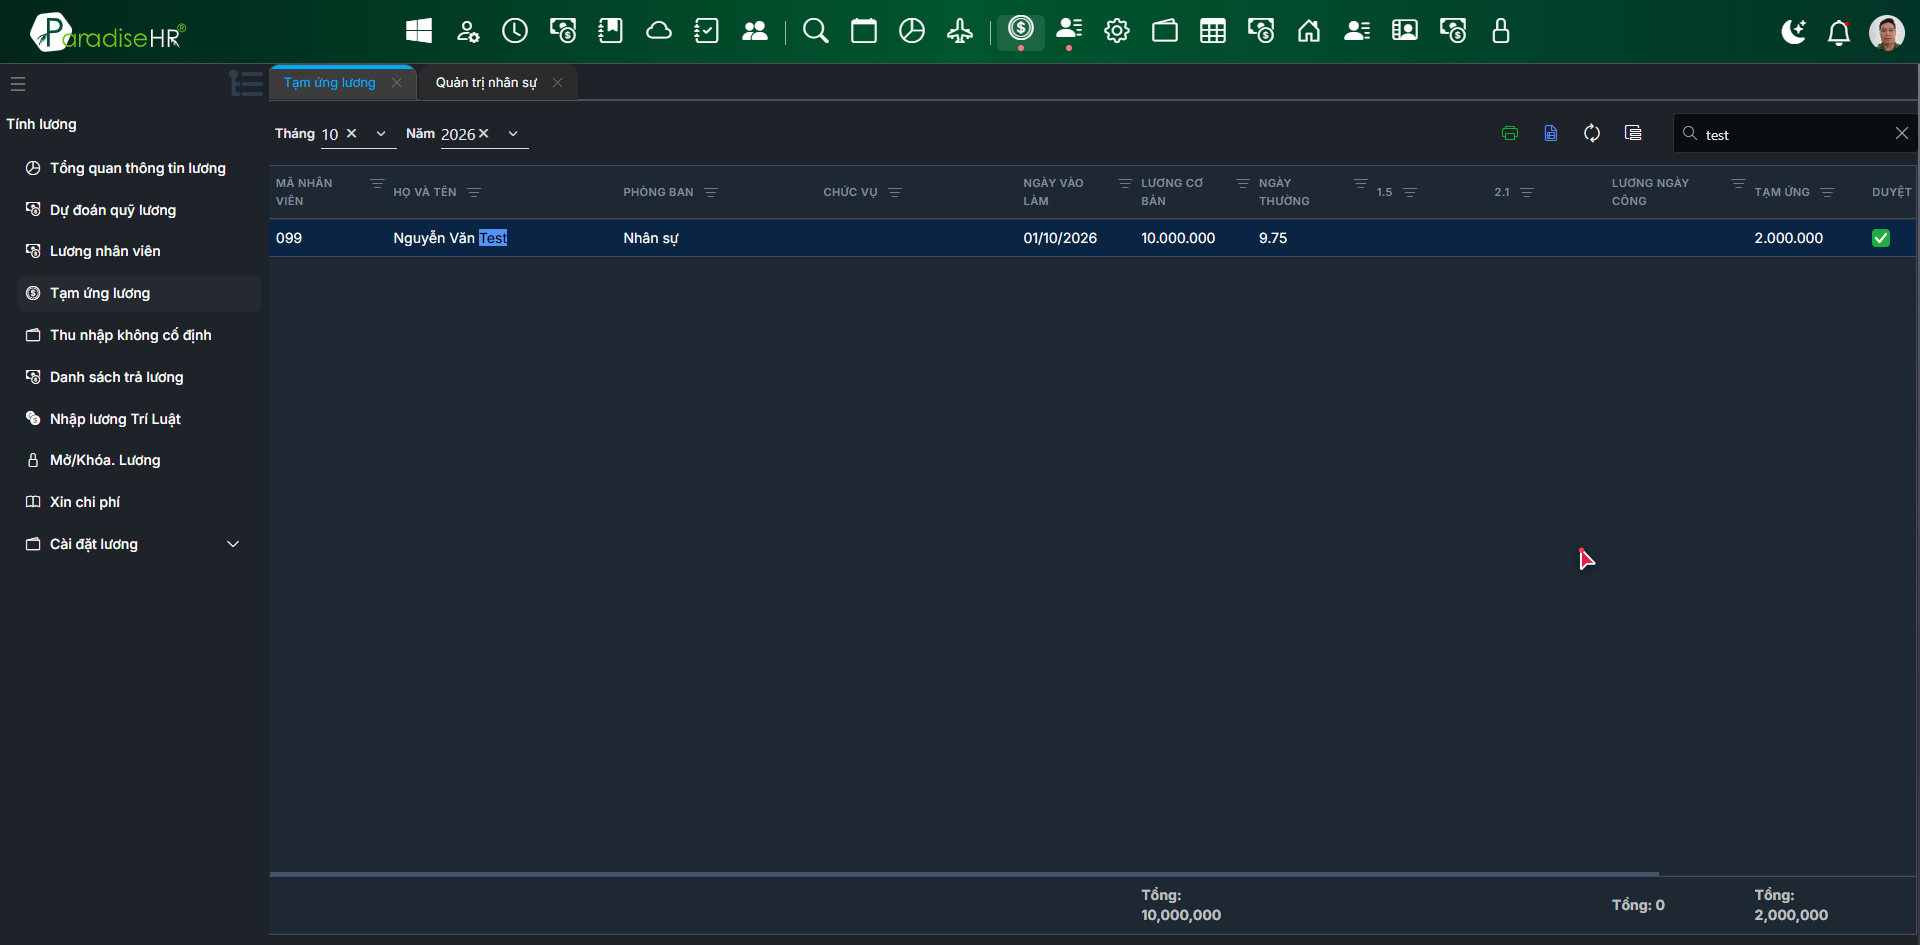 ParadiseHR®
Tạm ứng lương
Quản trị nhân sự
Tính lương
Tổng quan thông tin lương
Dự đoán quỹ lương
Lương nhân viên
Tạm ứng lương
Thu nhập không cố định
Danh sách trả lương
Nhập lương Trí Luật
Mở/Khóa. Lương
Xin chi phí
Cài đặt lương
Tháng 10 Năm 2026
test
MÃ NHÂN VIÊN HỌ VÀ TÊN PHÒNG BAN CHỨC VỤ NGÀY VÀO LÀM LƯƠNG CƠ BẢN NGÀY THƯỜNG 1.5 2.1 LƯƠNG NGÀY CÔNG TẠM ỨNG DUYỆT
099 Nguyễn Văn Test Nhân sự 01/10/2026 10.000.000 9.75 2.000.000
Tổng: 10,000,000 Tổng: 0 Tổng: 2,000,000